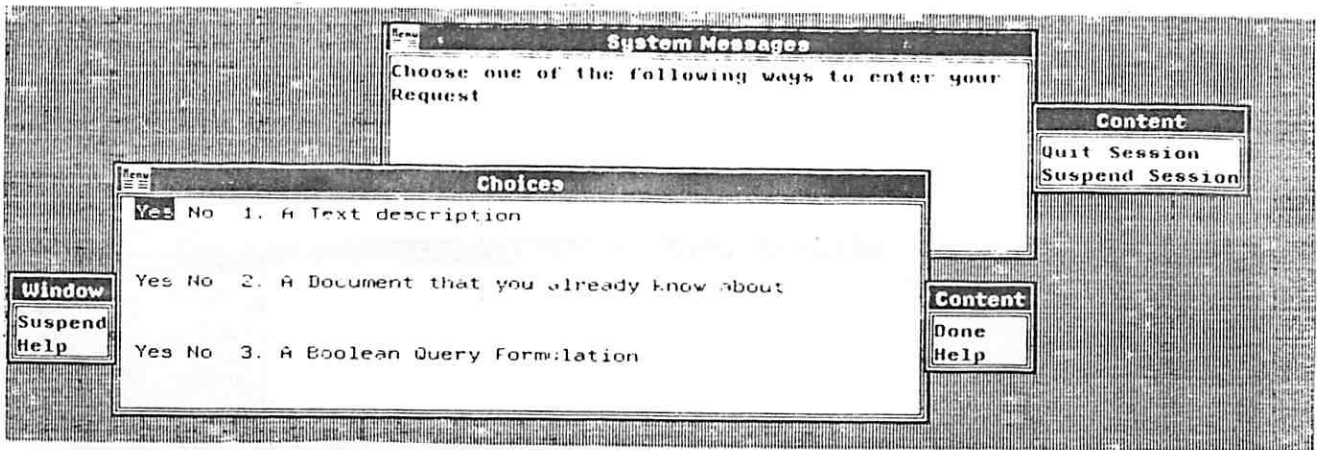 Menu
System Messages
Choose one of the following ways to enter your
Request
Content
Quit Session
Suspend Session
Menu
Choices
Yes No 1. A Text description
Yes No 2. A Document that you already know about
Yes No 3. A Boolean Query Formulation
Window
Suspend
Help
Content
Done
Help